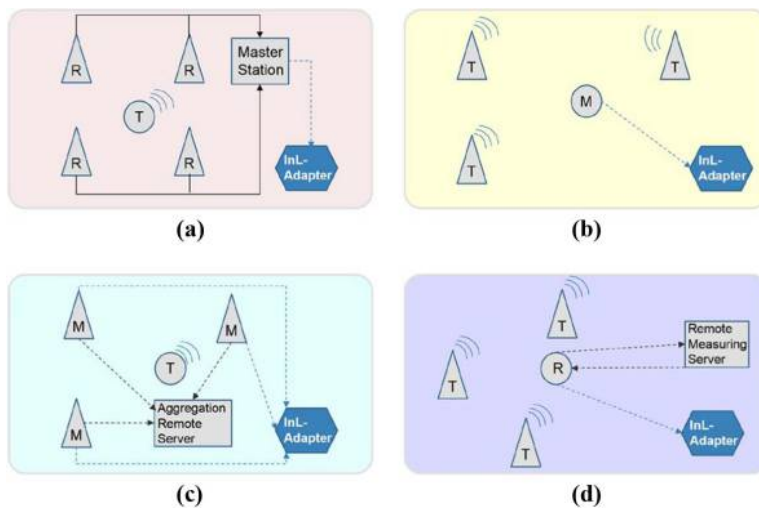 R
R
Master
Station
T
R
R
InL-
Adapter
(a)
T
T
M
T
InL-
Adapter
(b)
M
M
T
M
Aggregation
Remote
Server
InL-
Adapter
(c)
T
Remote
Measuring
Server
T
R
T
InL-
Adapter
(d)